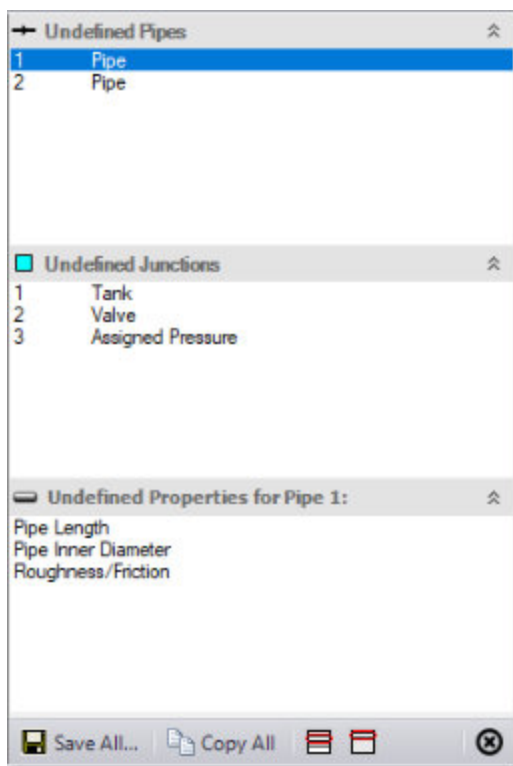 Undefined Pipes
1 Pipe
2 Pipe
Undefined Junctions
1 Tank
2 Valve
3 Assigned Pressure
Undefined Properties for Pipe 1:
Pipe Length
Pipe Inner Diameter
Roughness/Friction
Save All... Copy All